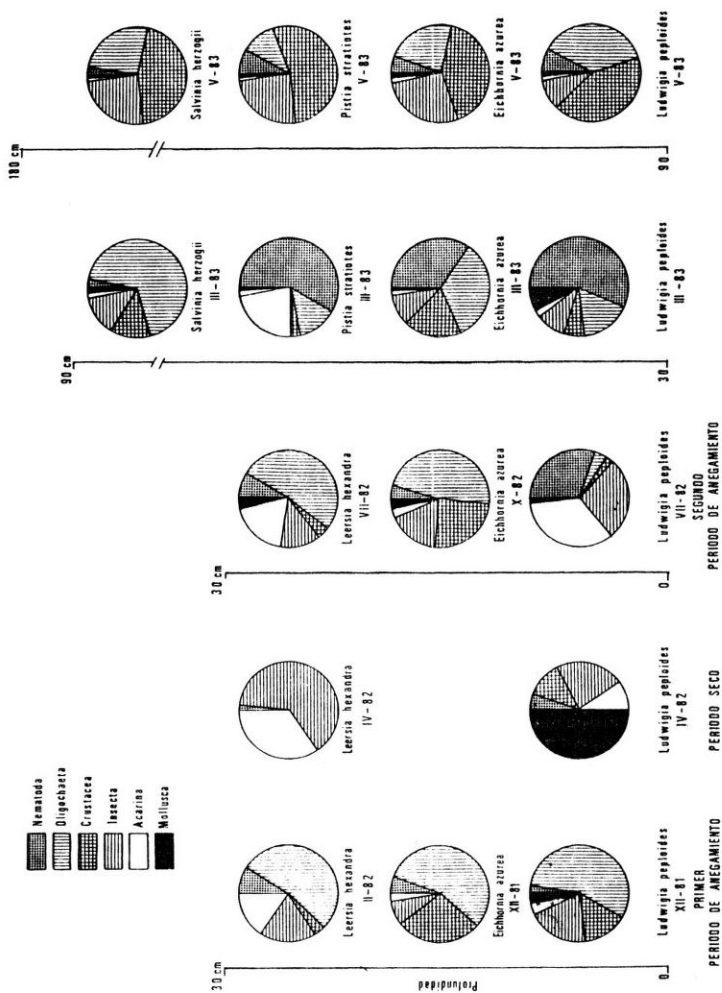 Nematoda
Oligochaeta
Crustacea
Insecta
Acarina
Mollusca
30 cm
Profundidad
0
Leersia hexandra
II-82
Eichhornia azurea
XII-81
Ludwigia peploides
XII-81
PRIMER
PERIODO DE ANEGAMIENTO
Leersia hexandra
IV-82
Ludwigia peploides
IV-82
PERIODO SECO
30 cm
0
Leersia hexandra
VII-82
Eichhornia azurea
X-82
Ludwigia peploides
VII-82
SEGUNDO
PERIODO DE ANEGAMIENTO
90 cm
30
Salvinia herzogii
III-83
Pistia stratiotes
III-83
Eichhornia azurea
III-83
Ludwigia peploides
III-83
180 cm
90
Salvinia herzogii
V-83
Pistia stratiotes
V-83
Eichhornia azurea
V-83
Ludwigia peploides
V-83